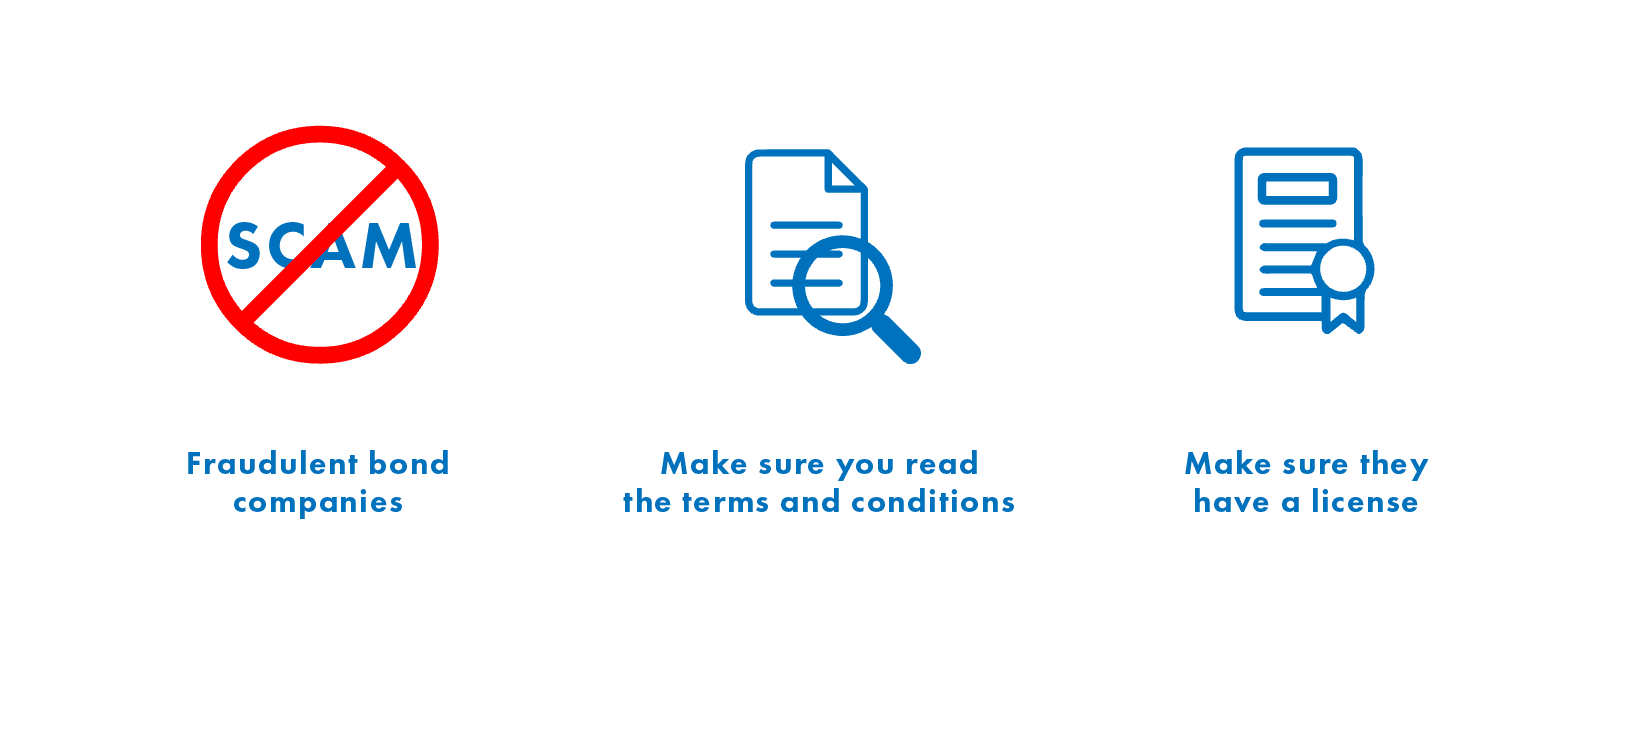 SCAM
Fraudulent bond
companies
Make sure you read
the terms and conditions
Make sure they
have a license